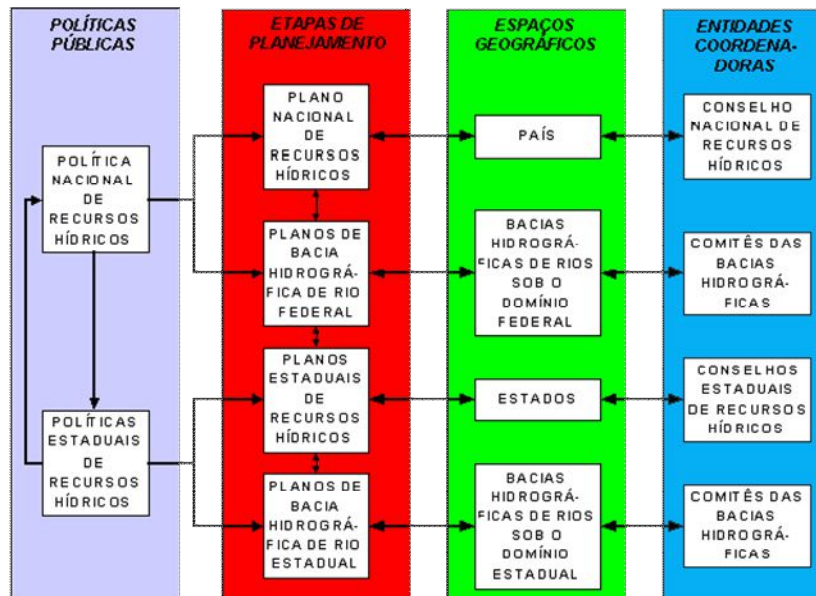 POLÍTICAS
PÚBLICAS
POLÍTICA
NACIONAL
DE
RECURSOS
HÍDRICOS
POLÍTICAS
ESTADUAIS
DE
RECURSOS
HÍDRICOS
ETAPAS DE
PLANEJAMENTO
PLANO
NACIONAL
DE
RECURSOS
HÍDRICOS
PLANOS DE
BACIA
HIDROGRÁ-
FICA DE RIO
FEDERAL
PLANOS
ESTADUAIS
DE
RECURSOS
HÍDRICOS
PLANOS DE
BACIA
HIDROGRÁ-
FICA DE RIO
ESTADUAL
ESPAÇOS
GEOGRÁFICOS
PAÍS
BACIAS
HIDROGRÁ-
FICAS DE RIOS
SOB O
DOMÍNIO
FEDERAL
ESTADOS
BACIAS
HIDROGRÁ-
FICAS DE RIOS
SOB O
DOMÍNIO
ESTADUAL
ENTIDADES
COORDENA-
DORAS
CONSELHO
NACIONAL DE
RECURSOS
HÍDRICOS
COMITÊS DAS
BACIAS
HIDROGRÁ-
FICAS
CONSELHOS
ESTADUAIS
DE RECURSOS
HÍDRICOS
COMITÊS DAS
BACIAS
HIDROGRÁ-
FICAS